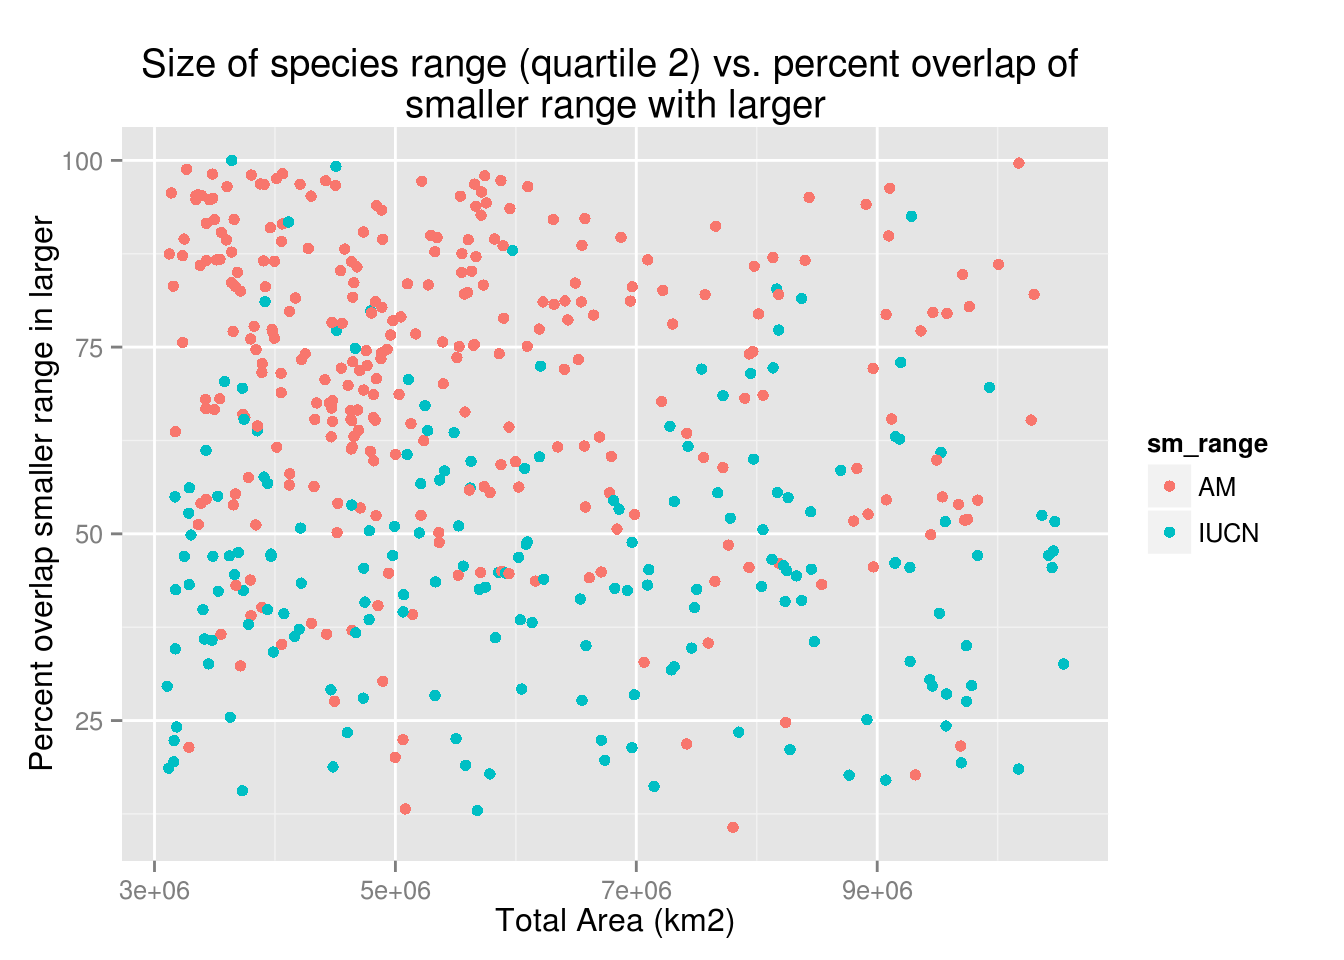 Size of species range (quartile 2) vs. percent overlap of
smaller range with larger
Percent overlap smaller range in larger
100
75
50
25
3e+06
5e+06
7e+06
9e+06
Total Area (km2)
sm_range
AM
IUCN